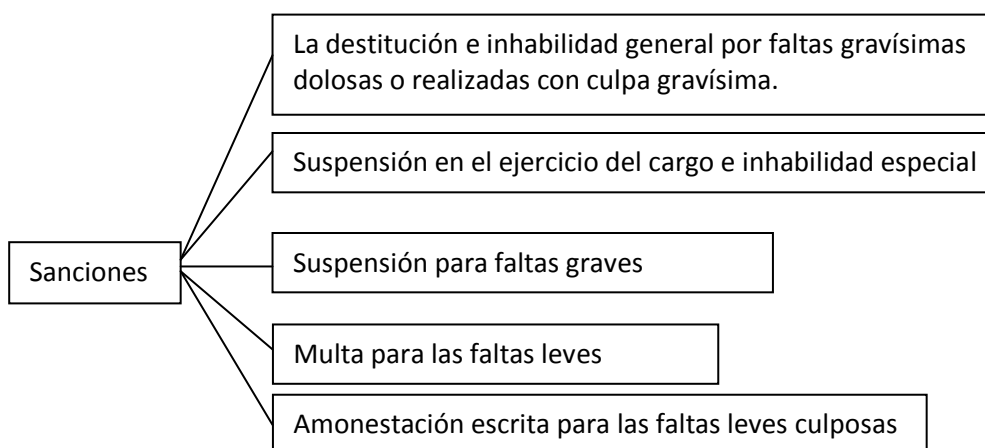 La destitución e inhabilidad general por faltas gravísimas
dolosas o realizadas con culpa gravísima.
Suspensión en el ejercicio del cargo e inhabilidad especial
Sanciones
Suspensión para faltas graves
Multa para las faltas leves
Amonestación escrita para las faltas leves culposas